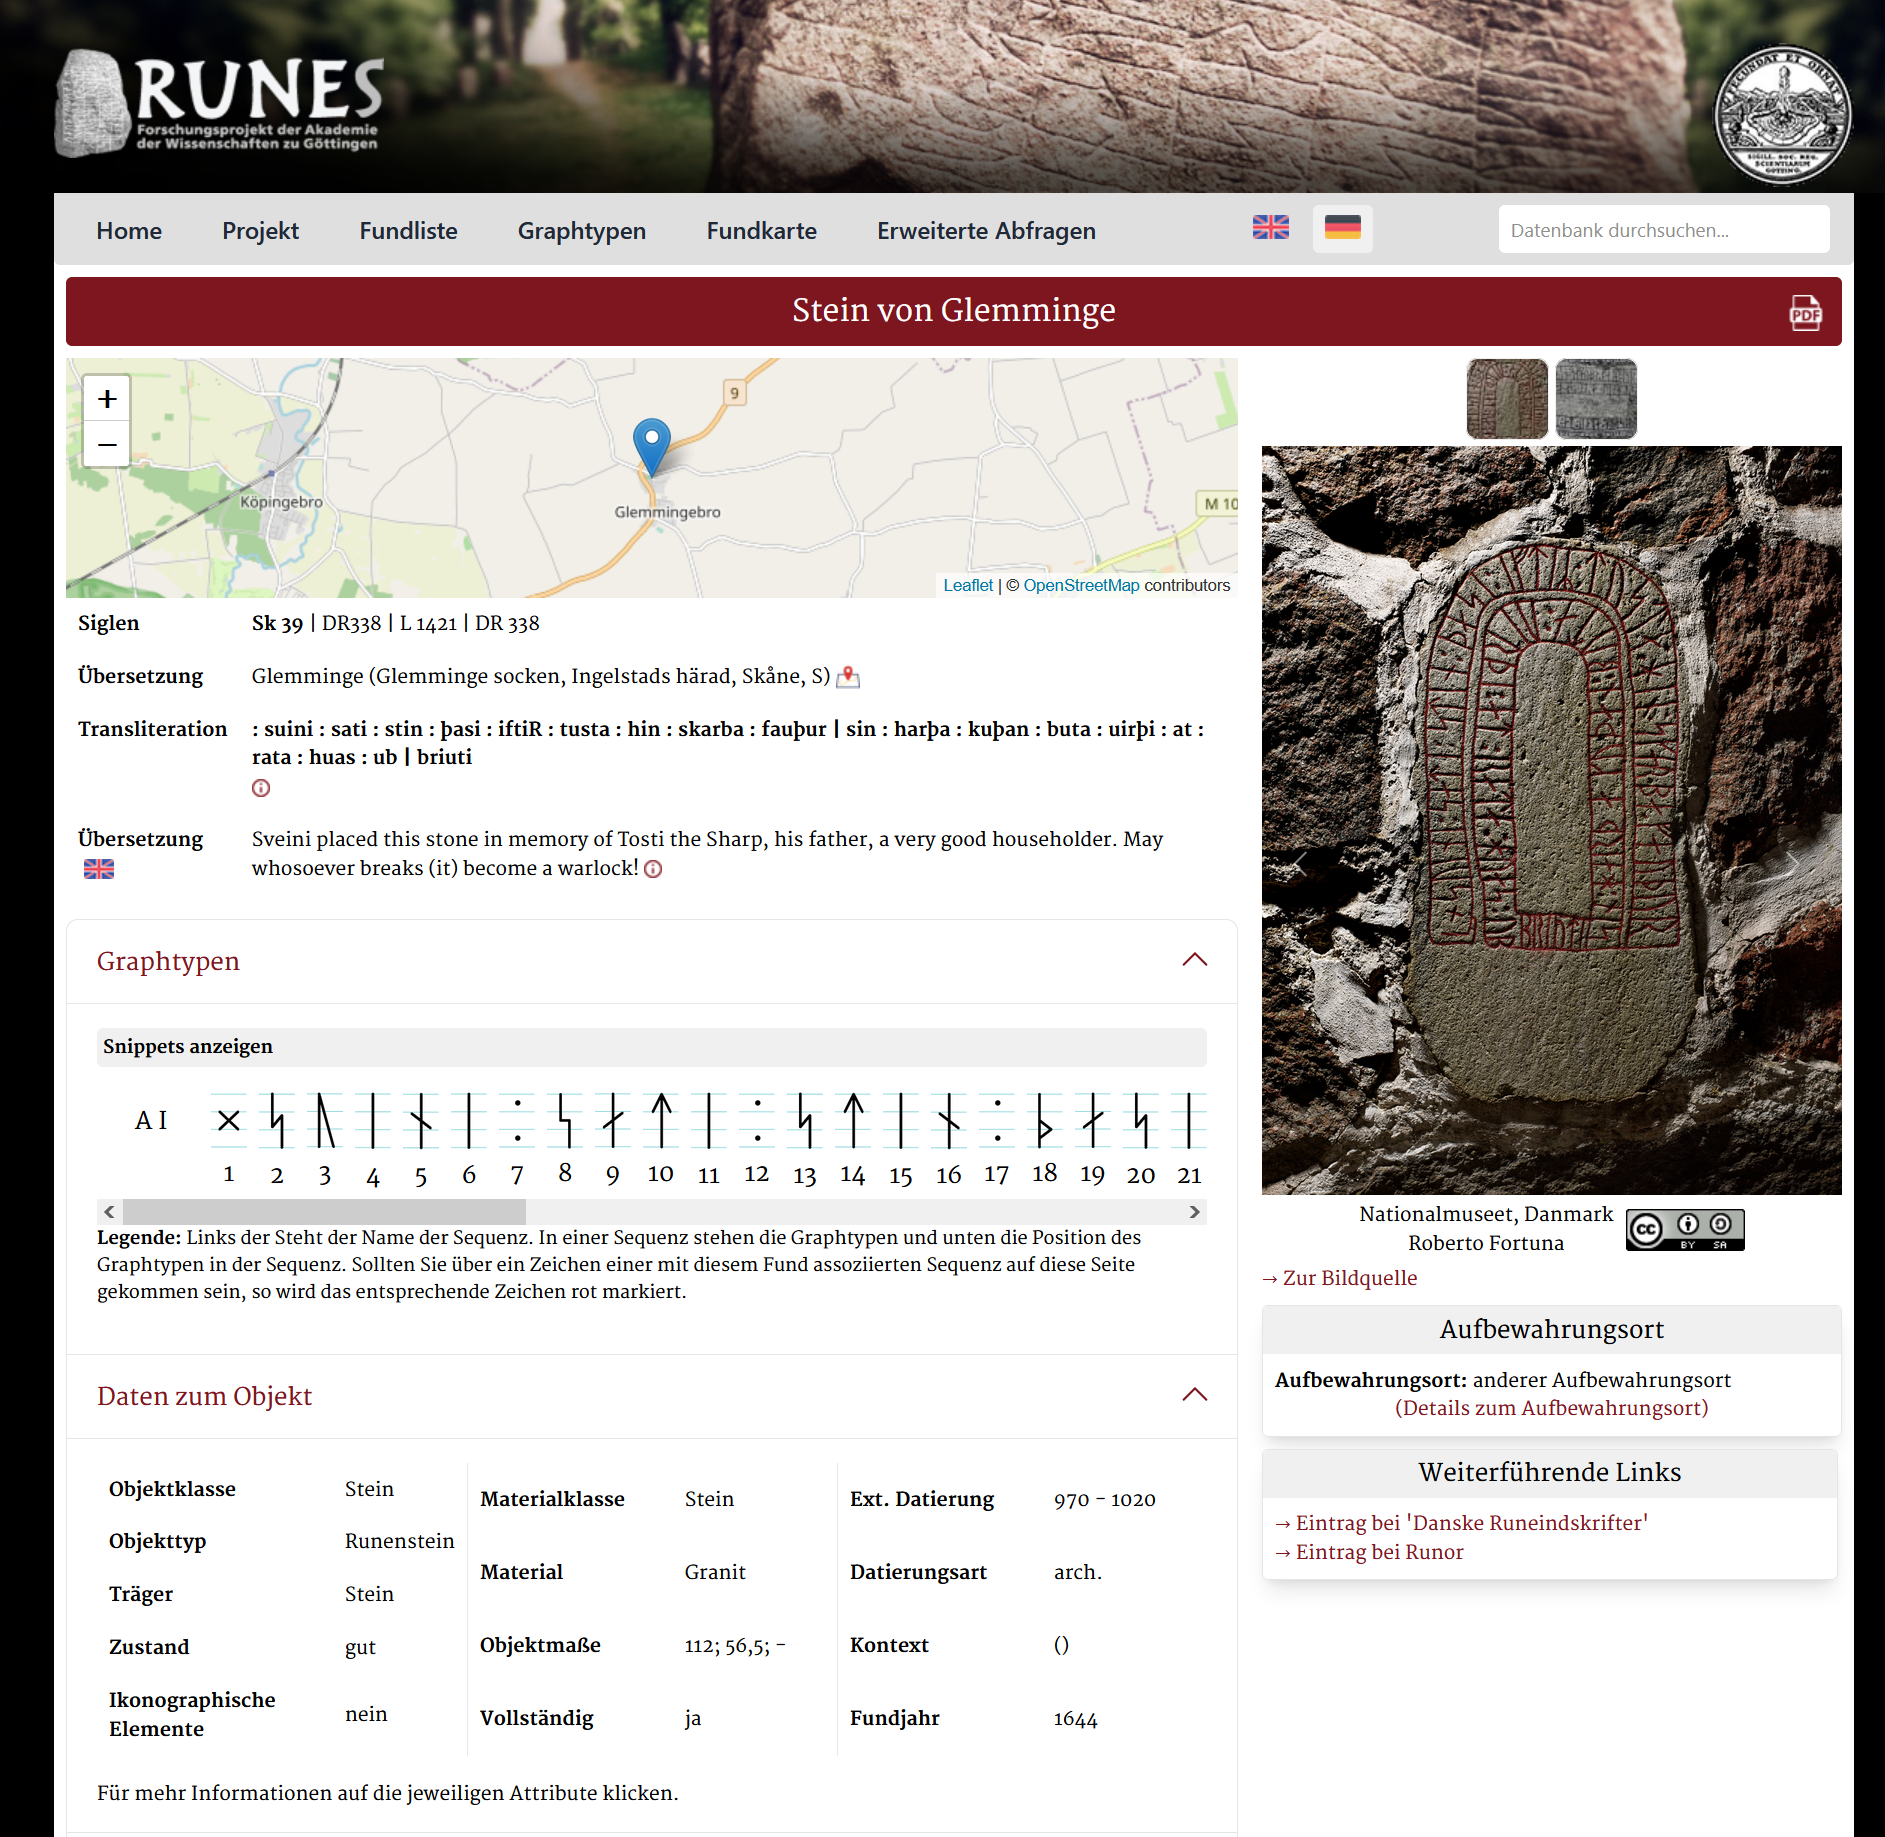 RUNES
Forschungsprojekt der Akademie
der Wissenschaften zu Göttingen
Home Projekt Fundliste Graphtypen Fundkarte Erweiterte Abfragen Datenbank durchsuchen...
Stein von Glemminge
PDF
+
−
9
Köpingebro
Glemmingebro
M 10
Leaflet | © OpenStreetMap contributors
Siglen Sk 39 | DR338 | L 1421 | DR 338
Übersetzung Glemminge (Glemminge socken, Ingelstads härad, Skåne, S)
Transliteration : suini : sati : stin : þasi : iftiR : tusta : hin : skarba : fauþur | sin : harþa : kuþan : buta : uirþi : at :
rata : huas : ub | briuti
Übersetzung Sveini placed this stone in memory of Tosti the Sharp, his father, a very good householder. May
whosoever breaks (it) become a warlock!
Graphtypen
Snippets anzeigen
A I
1 2 3 4 5 6 7 8 9 10 11 12 13 14 15 16 17 18 19 20 21
Legende: Links der Steht der Name der Sequenz. In einer Sequenz stehen die Graphtypen und unten die Position des
Graphtypen in der Sequenz. Sollten Sie über ein Zeichen einer mit diesem Fund assoziierten Sequenz auf diese Seite
gekommen sein, so wird das entsprechende Zeichen rot markiert.
Daten zum Objekt
Objektklasse Stein
Objekttyp Runenstein
Träger Stein
Zustand gut
Ikonographische
Elemente nein
Materialklasse Stein
Material Granit
Objektmaße 112; 56,5; -
Vollständig ja
Ext. Datierung 970 - 1020
Datierungsart arch.
Kontext ()
Fundjahr 1644
Für mehr Informationen auf die jeweiligen Attribute klicken.
Nationalmuseet, Danmark
Roberto Fortuna
cc BY SA
→ Zur Bildquelle
Aufbewahrungsort
Aufbewahrungsort: anderer Aufbewahrungsort
(Details zum Aufbewahrungsort)
Weiterführende Links
→ Eintrag bei 'Danske Runeindskrifter'
→ Eintrag bei Runor